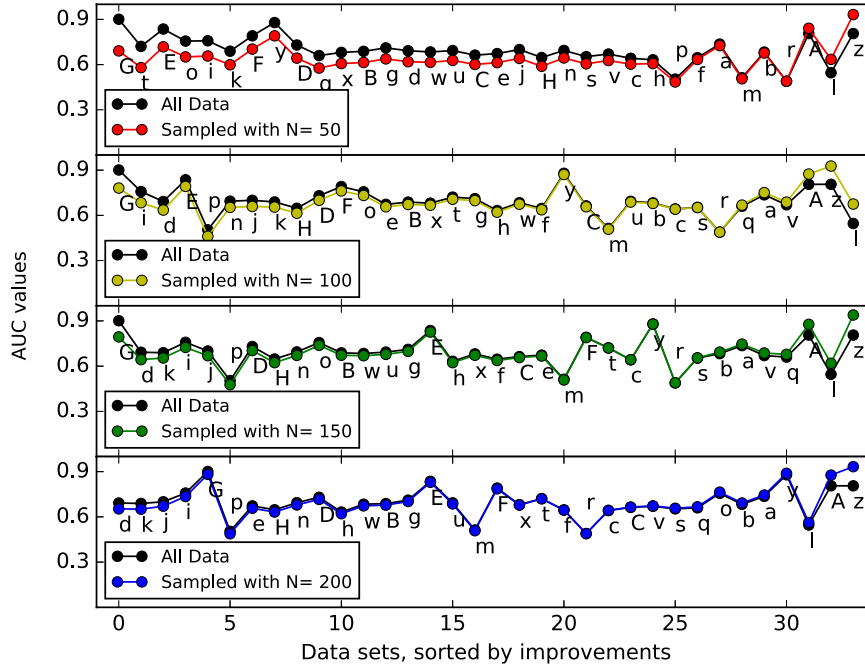 AUC values
0.9
0.6
0.3
G t E o i k F y D q x B g d w u C e j H n s v c h p f a m b r A l z
All Data
Sampled with N= 50
0.9
0.6
0.3
G i d E p n j k H D F o e B x t g h w f y C m u b c s r q a v A z l
All Data
Sampled with N= 100
0.9
0.6
0.3
G d k i j p D H n o B w u g E h x f C e m F t c y r s b a v q A l z
All Data
Sampled with N= 150
0.9
0.6
0.3
d k j i G p e H n D h w B g E u m F x t f r c C v s q o b a y l A z
All Data
Sampled with N= 200
0 5 10 15 20 25 30
Data sets, sorted by improvements